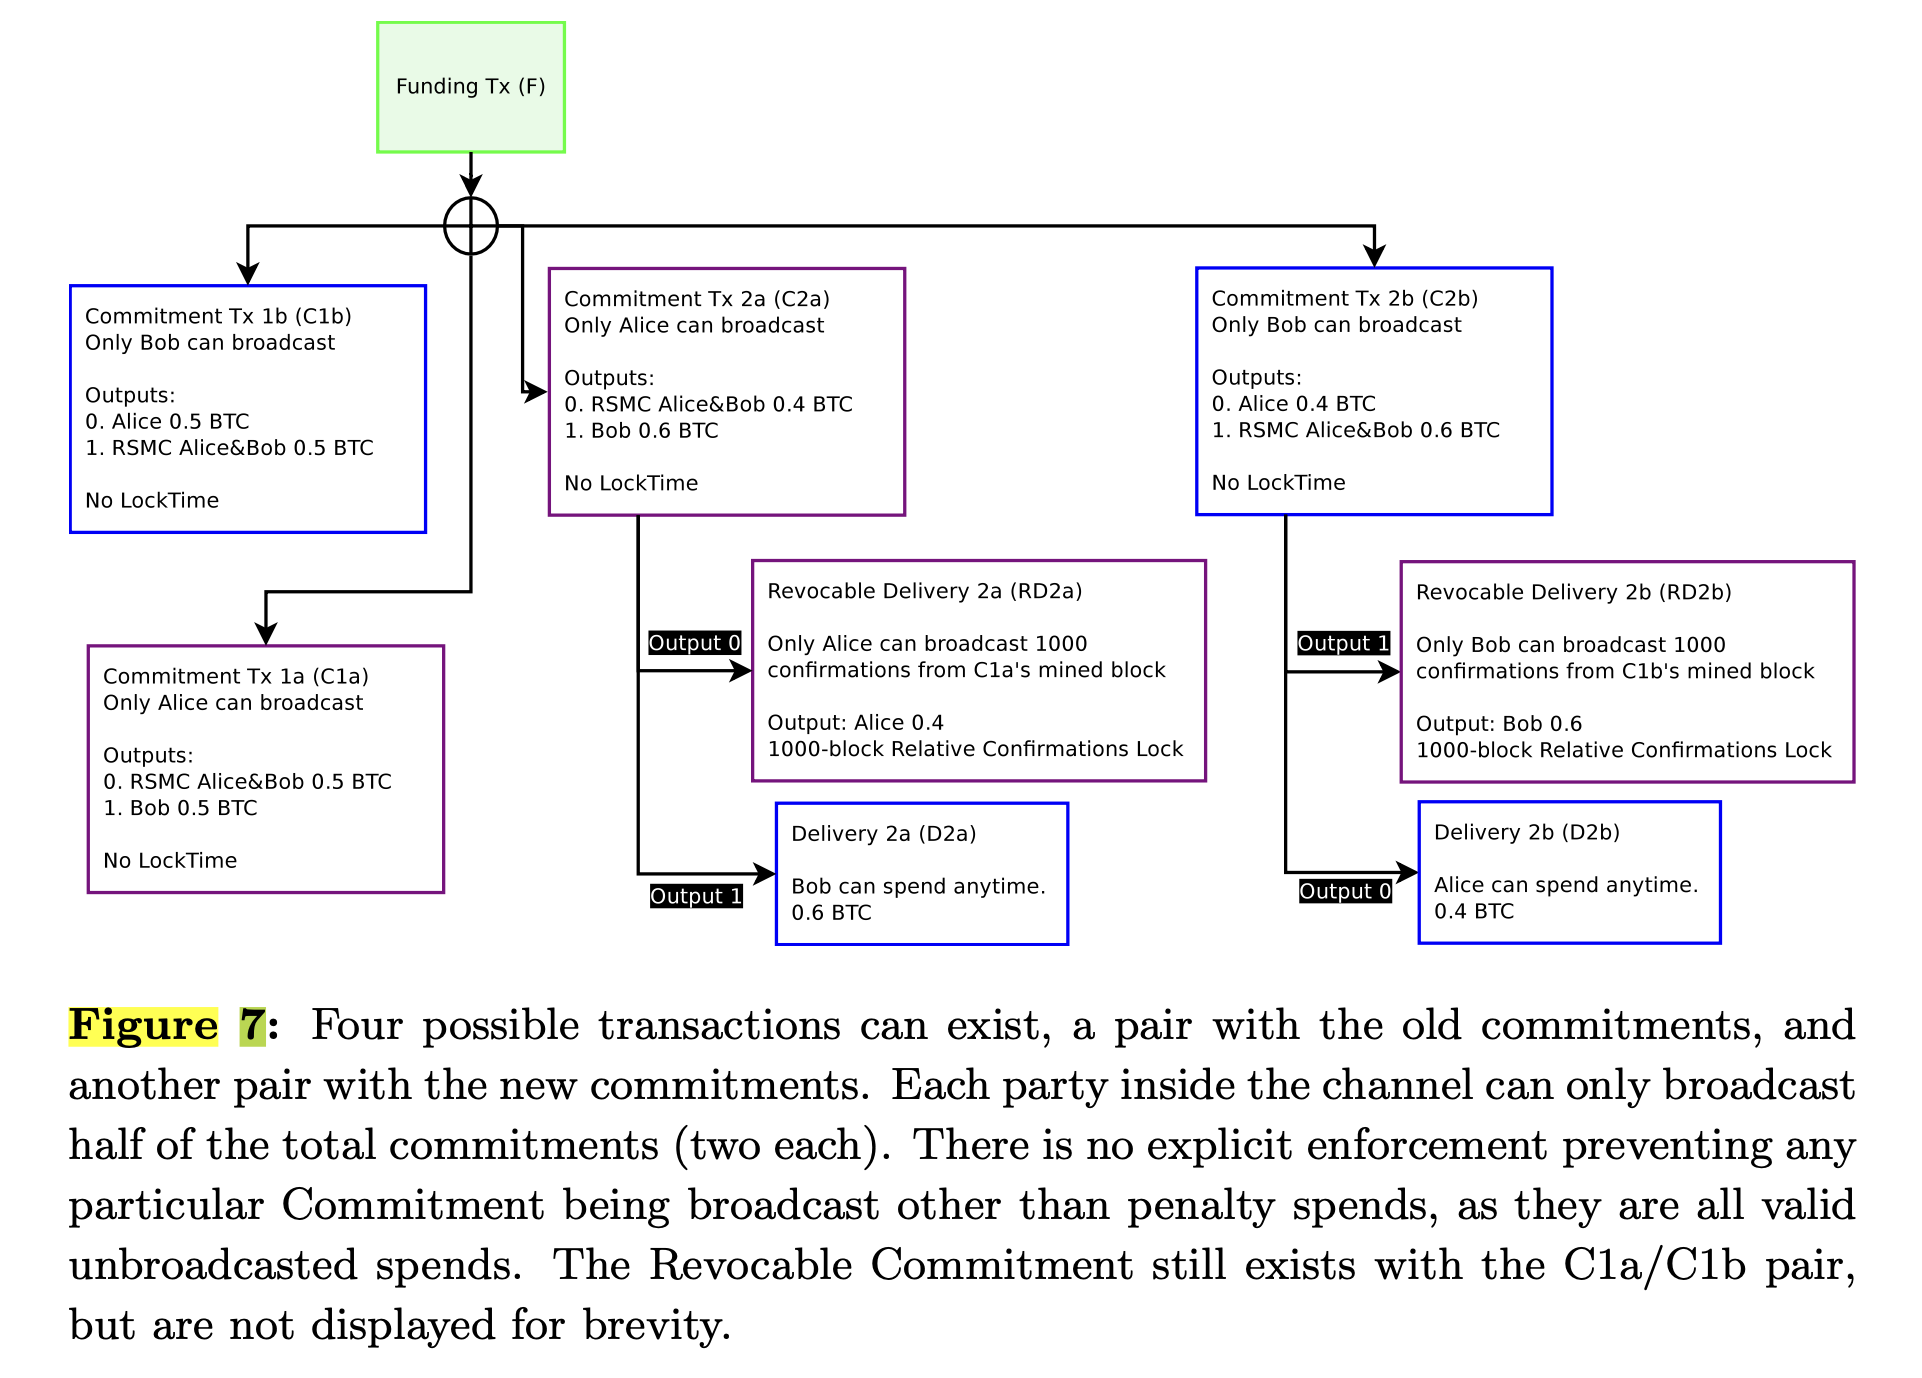 Funding Tx (F)
Commitment Tx 1b (C1b)
Only Bob can broadcast
Outputs:
0. Alice 0.5 BTC
1. RSMC Alice&Bob 0.5 BTC
No LockTime
Commitment Tx 2a (C2a)
Only Alice can broadcast
Outputs:
0. RSMC Alice&Bob 0.4 BTC
1. Bob 0.6 BTC
No LockTime
Commitment Tx 2b (C2b)
Only Bob can broadcast
Outputs:
0. Alice 0.4 BTC
1. RSMC Alice&Bob 0.6 BTC
No LockTime
Commitment Tx 1a (C1a)
Only Alice can broadcast
Outputs:
0. RSMC Alice&Bob 0.5 BTC
1. Bob 0.5 BTC
No LockTime
Output 0
Revocable Delivery 2a (RD2a)
Only Alice can broadcast 1000
confirmations from C1a's mined block
Output: Alice 0.4
1000-block Relative Confirmations Lock
Output 1
Delivery 2a (D2a)
Bob can spend anytime.
0.6 BTC
Output 1
Revocable Delivery 2b (RD2b)
Only Bob can broadcast 1000
confirmations from C1b's mined block
Output: Bob 0.6
1000-block Relative Confirmations Lock
Output 0
Delivery 2b (D2b)
Alice can spend anytime.
0.4 BTC
Figure 7: Four possible transactions can exist, a pair with the old commitments, and
another pair with the new commitments. Each party inside the channel can only broadcast
half of the total commitments (two each). There is no explicit enforcement preventing any
particular Commitment being broadcast other than penalty spends, as they are all valid
unbroadcasted spends. The Revocable Commitment still exists with the C1a/C1b pair,
but are not displayed for brevity.